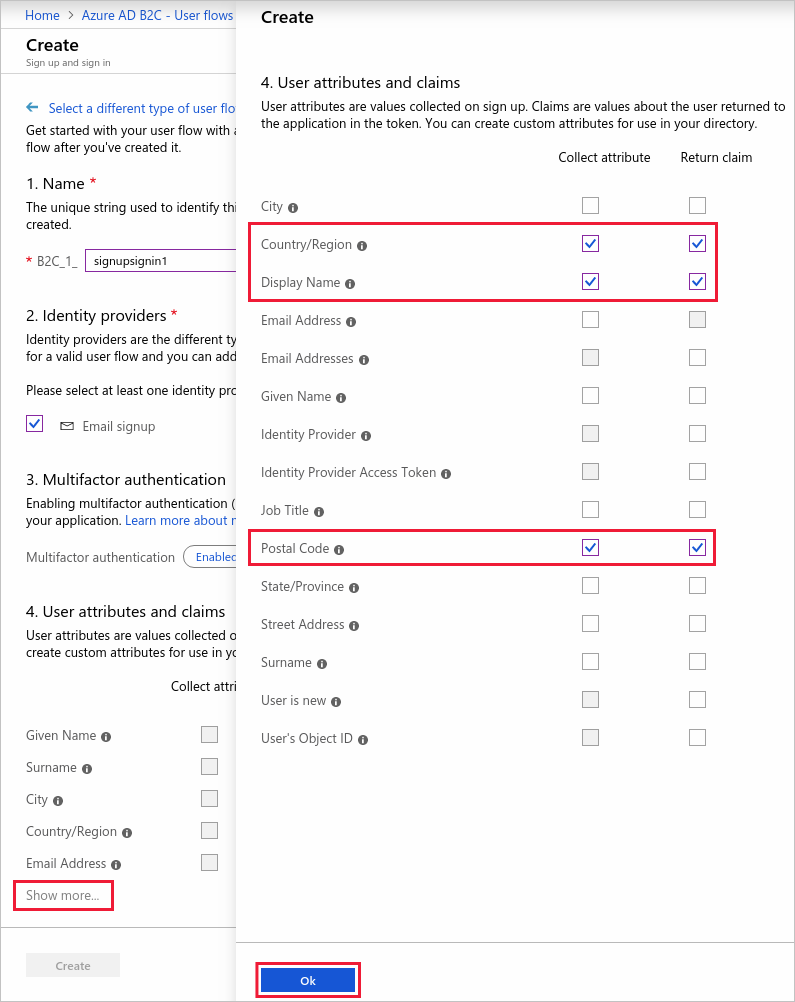 Home > Azure AD B2C - User flows
Create
Sign up and sign in
← Select a different type of user flo
Get started with your user flow with a
flow after you've created it.
1. Name *
The unique string used to identify thi
created.
* B2C_1_ signupsignin1
2. Identity providers *
Identity providers are the different ty
for a valid user flow and you can add
Please select at least one identity pro
Email signup
3. Multifactor authentication
Enabling multifactor authentication (
your application. Learn more about m
Multifactor authentication Enabled
4. User attributes and claims
User attributes are values collected o
create custom attributes for use in yo
Collect attri
Given Name
Surname
City
Country/Region
Email Address
Show more...
Create
Create
4. User attributes and claims
User attributes are values collected on sign up. Claims are values about the user returned to
the application in the token. You can create custom attributes for use in your directory.
Collect attribute Return claim
City
Country/Region
Display Name
Email Address
Email Addresses
Given Name
Identity Provider
Identity Provider Access Token
Job Title
Postal Code
State/Province
Street Address
Surname
User is new
User's Object ID
Ok